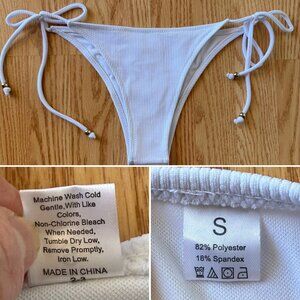 Machine Wash Cold
Gentle,With Like
Colors,
Non-Chlorine Bleach
When Needed,
Tumble Dry Low,
Remove Promptly,
Iron Low.
MADE IN CHINA
S
82% Polyester
18% Spandex